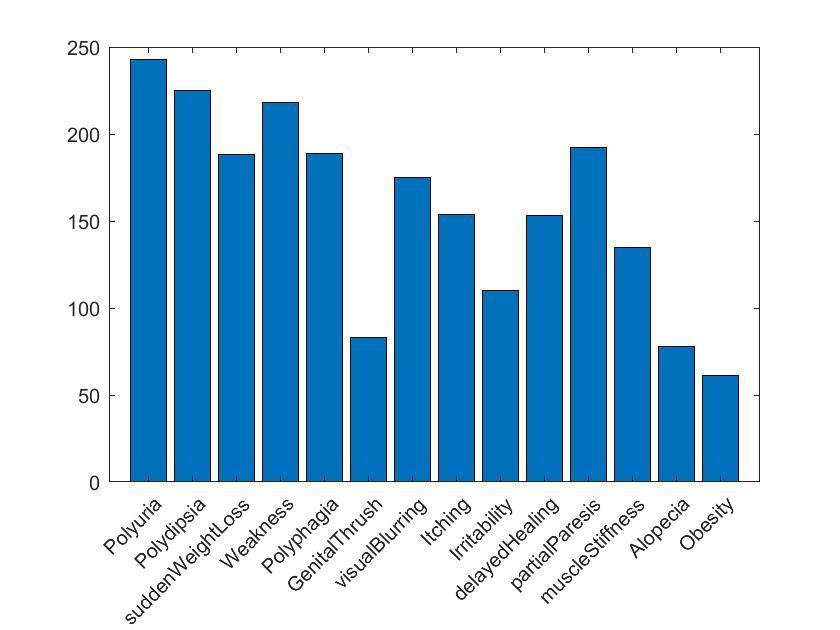 250
200
150
100
50
0
Polyuria
Polydipsia
suddenWeightLoss
Weakness
Polyphagia
GenitalThrush
visualBlurring
Itching
Irritability
delayedHealing
partialParesis
muscleStiffness
Alopecia
Obesity